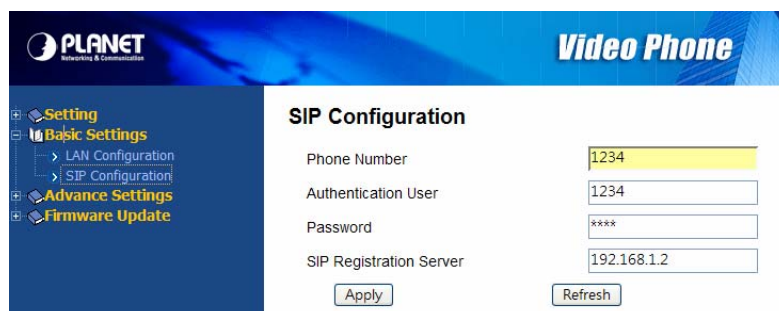 PLANET
Networking & Communication
Video Phone
Setting
Basic Settings
LAN Configuration
SIP Configuration
Advance Settings
Firmware Update
SIP Configuration
Phone Number 1234
Authentication User 1234
Password ****
SIP Registration Server 192.168.1.2
Apply Refresh